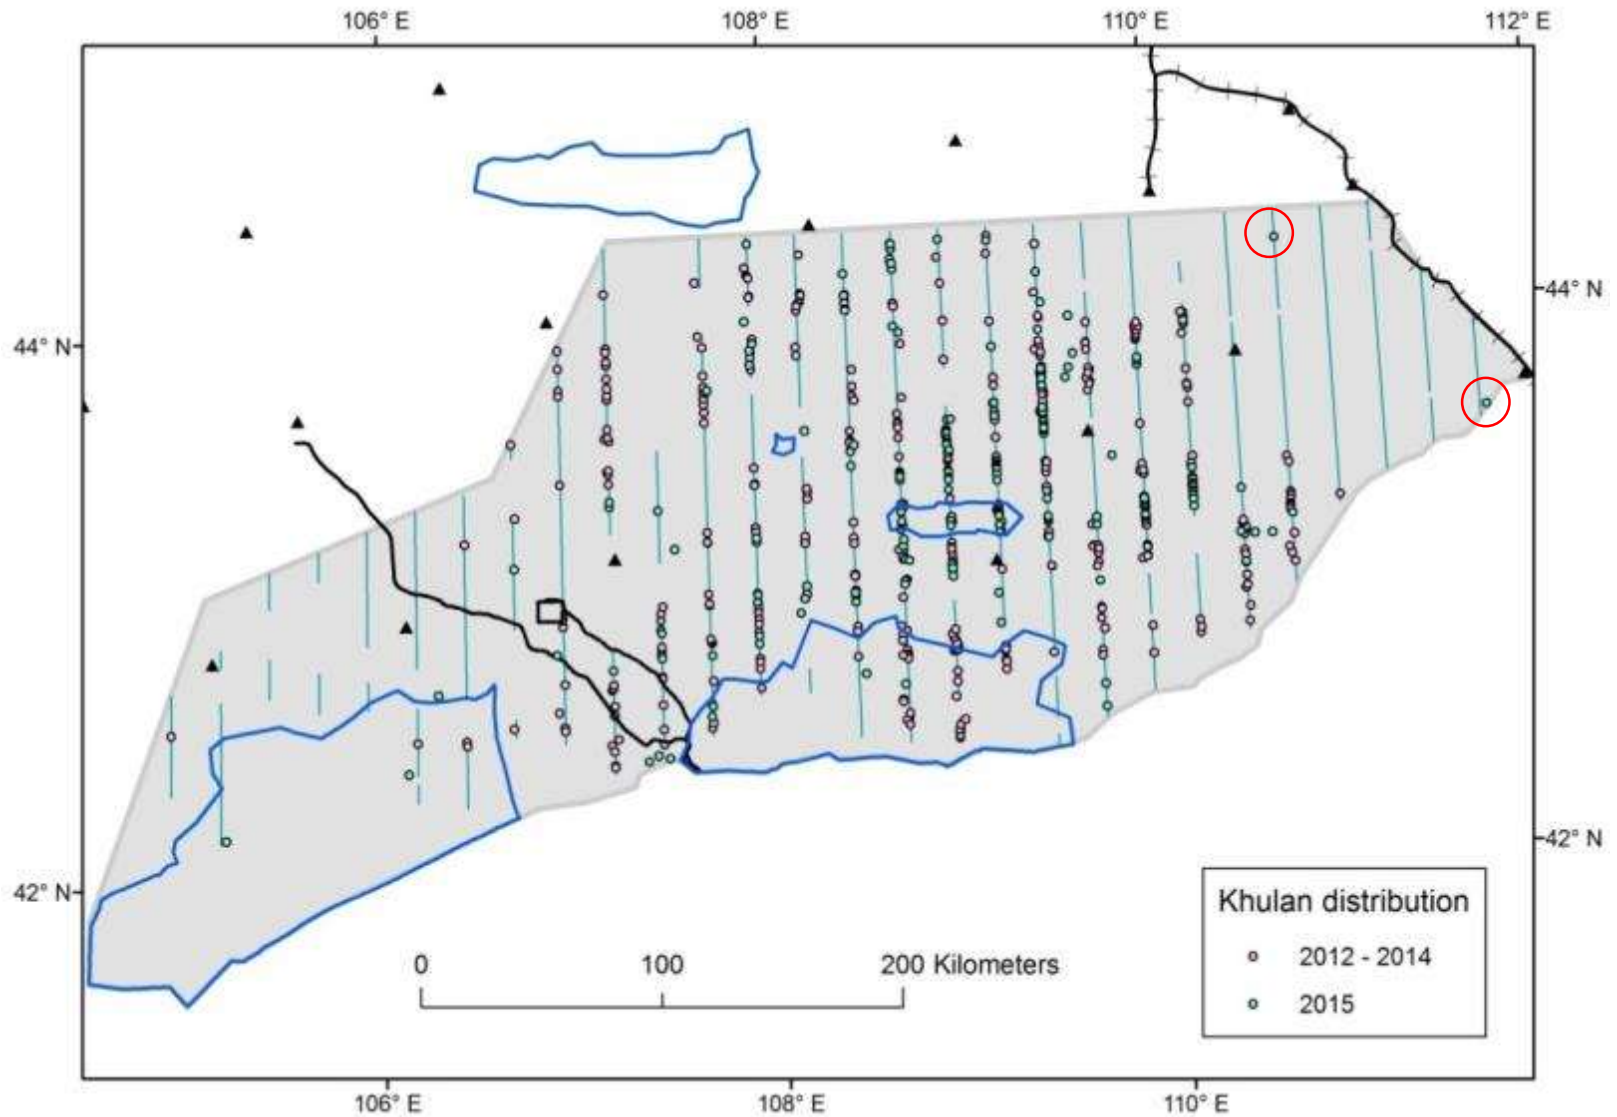 106° E 108° E 110° E 112° E
44° N
44° N
42° N
42° N
0 100 200 Kilometers
Khulan distribution
2012 - 2014
2015
106° E 108° E 110° E